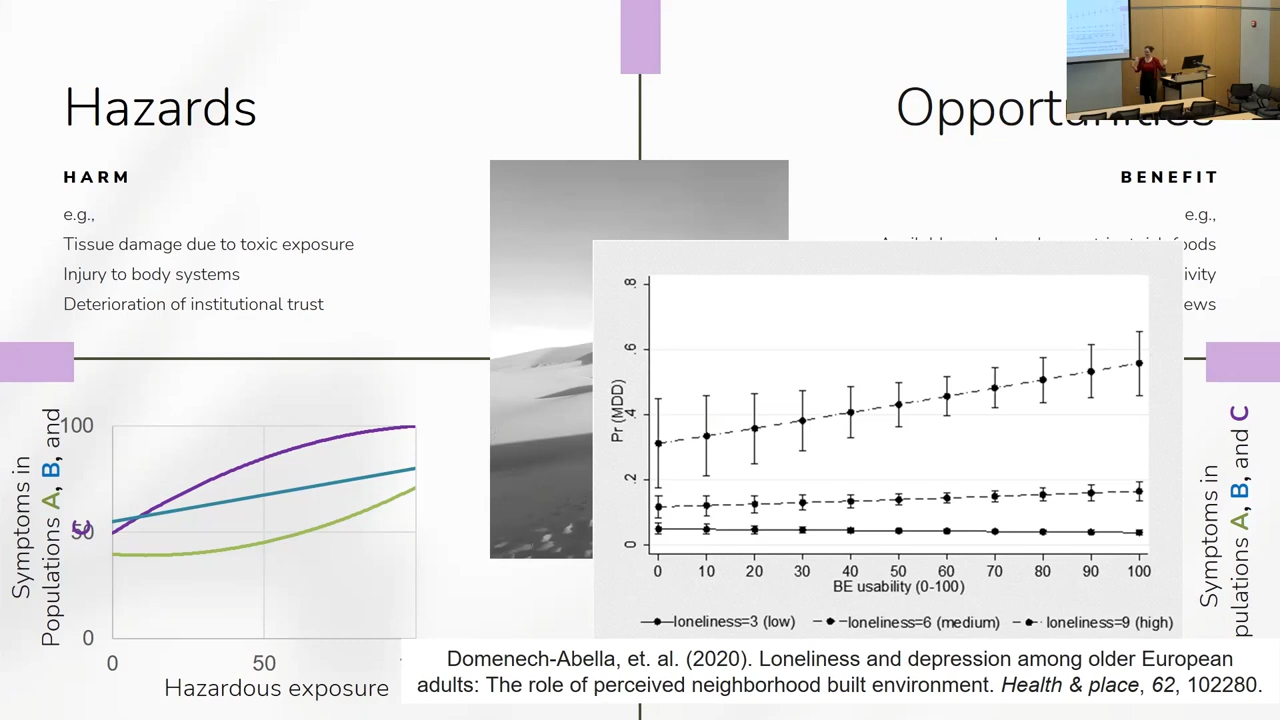 Hazards
HARM
e.g.,
Tissue damage due to toxic exposure
Injury to body systems
Deterioration of institutional trust
BENEFIT
e.g.,
Symptoms in
Populations A, B, and
C
100
50
0
0
50
Hazardous exposure
Pr (MDD)
.8
.6
.4
.2
0
0 10 20 30 40 50 60 70 80 90 100
BE usability (0-100)
loneliness=3 (low) loneliness=6 (medium) loneliness=9 (high)
Symptoms in
pulations A, B, and C
Domenech-Abella, et. al. (2020). Loneliness and depression among older European
adults: The role of perceived neighborhood built environment. Health & place, 62, 102280.